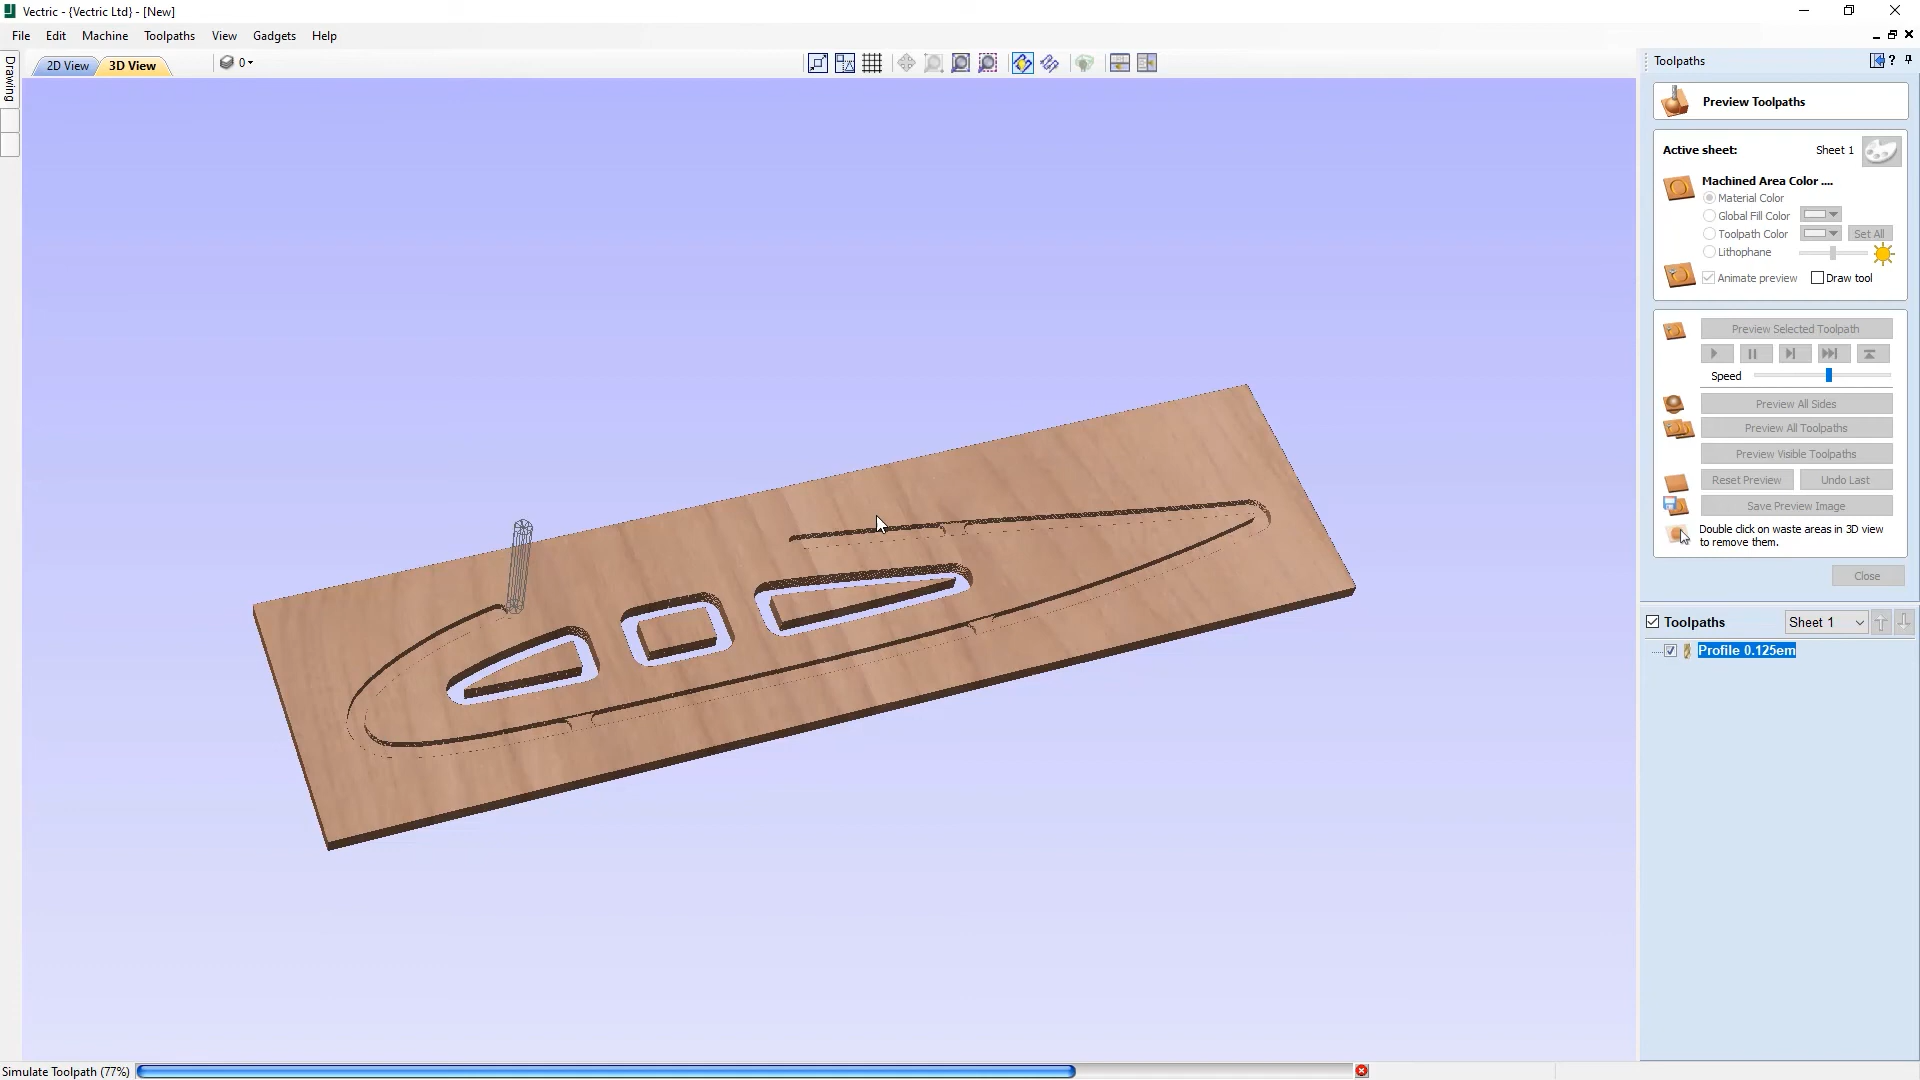 Vectric - {Vectric Ltd} - [New]
File Edit Machine Toolpaths View Gadgets Help
Drawing
2D View
3D View
0
Toolpaths
?
Preview Toolpaths
Active sheet: Sheet 1
Machined Area Color ....
Material Color
Global Fill Color
Toolpath Color Set All
Lithophane
Animate preview Draw tool
Preview Selected Toolpath
Speed
Preview All Sides
Preview All Toolpaths
Preview Visible Toolpaths
Reset Preview Undo Last
Save Preview Image
Double click on waste areas in 3D view
to remove them.
Close
Toolpaths Sheet 1
Profile 0.125em
Simulate Toolpath (77%)